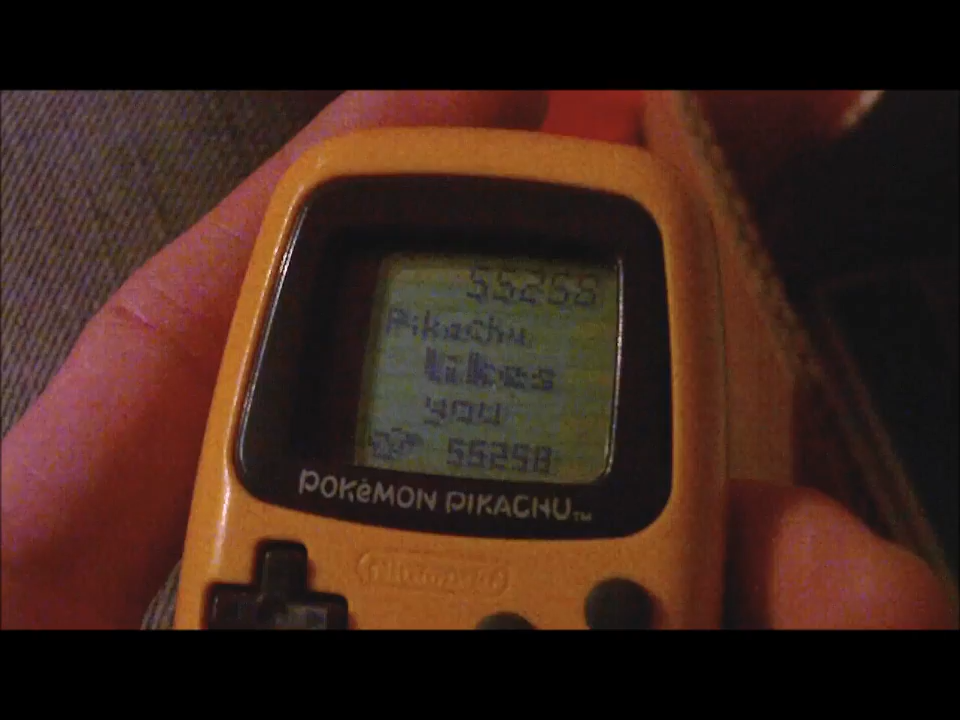 55258
Pikachu
likes
you
55258
POKéMON PIKACHU™
Nintendo